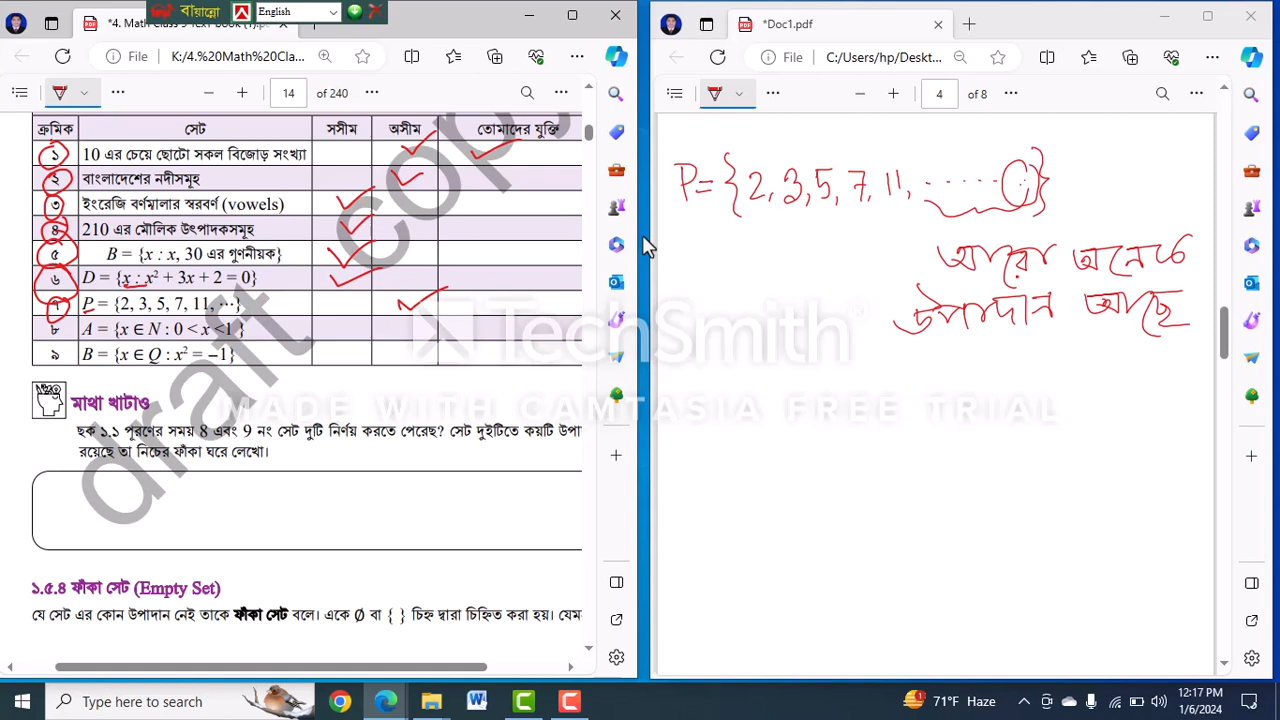 বায়ান্নো English
*4. Math Class 9 Text book (1).pdf
*Doc1.pdf
File K:/4.%20Math%20Cla...
File C:/Users/hp/Deskt...
14 of 240
4 of 8
ক্রমিক সেট সসীম অসীম তোমাদের যুক্তি
১ 10 এর চেয়ে ছোটো সকল বিজোড় সংখ্যা
২ বাংলাদেশের নদীসমূহ
৩ ইংরেজি বর্ণমালার স্বরবর্ণ (vowels)
৪ 210 এর মৌলিক উৎপাদকসমূহ
৫ B = {x : x, 30 এর গুণনীয়ক}
৬ D = {x : x² + 3x + 2 = 0}
৭ P = {2, 3, 5, 7, 11, ⋯}
৮ A = {x ∈ N : 0 < x <1 }
৯ B = {x ∈ Q : x² = −1}
মাথা খাটাও
ছক ১.১ পূরণের সময় 8 এবং 9 নং সেট দুটি নির্ণয় করতে পেরেছ? সেট দুইটিতে কয়টি উপা
রয়েছে তা নিচের ফাঁকা ঘরে লেখো।
১.৫.৪ ফাঁকা সেট (Empty Set)
যে সেট এর কোন উপাদান নেই তাকে ফাঁকা সেট বলে। একে ∅ বা { } চিহ্ন দ্বারা চিহ্নিত করা হয়। যেমন
draft copy
P = {2, 3, 5, 7, 11, ..........}
আরো অনেক
উপাদান আছে
TechSmith
MADE WITH CAMTASIA FREE TRIAL
Type here to search
71°F Haze
12:17 PM
1/6/2024